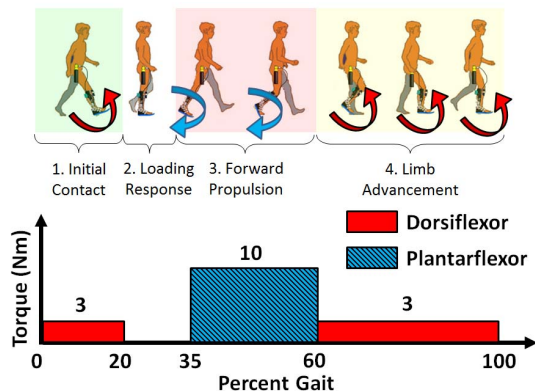 1. Initial
Contact
2. Loading
Response
3. Forward
Propulsion
4. Limb
Advancement
Torque (Nm)
Dorsiflexor
Plantarflexor
3
10
3
0
20
35
60
100
Percent Gait